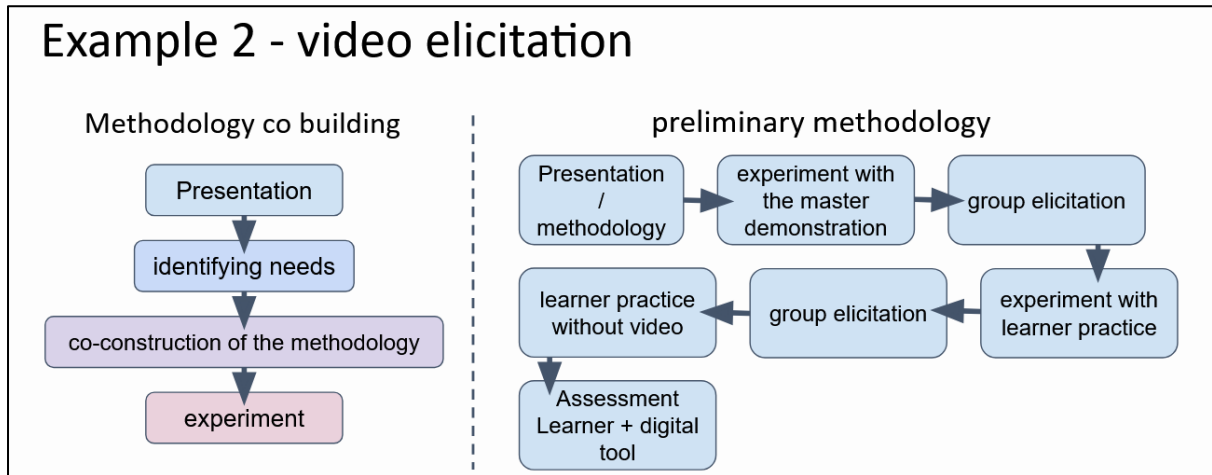 Example 2 - video elicitation
Methodology co building
Presentation
identifying needs
co-construction of the methodology
experiment
preliminary methodology
Presentation
/
methodology
experiment with
the master
demonstration
group elicitation
experiment with
learner practice
group elicitation
learner practice
without video
Assessment
Learner + digital
tool